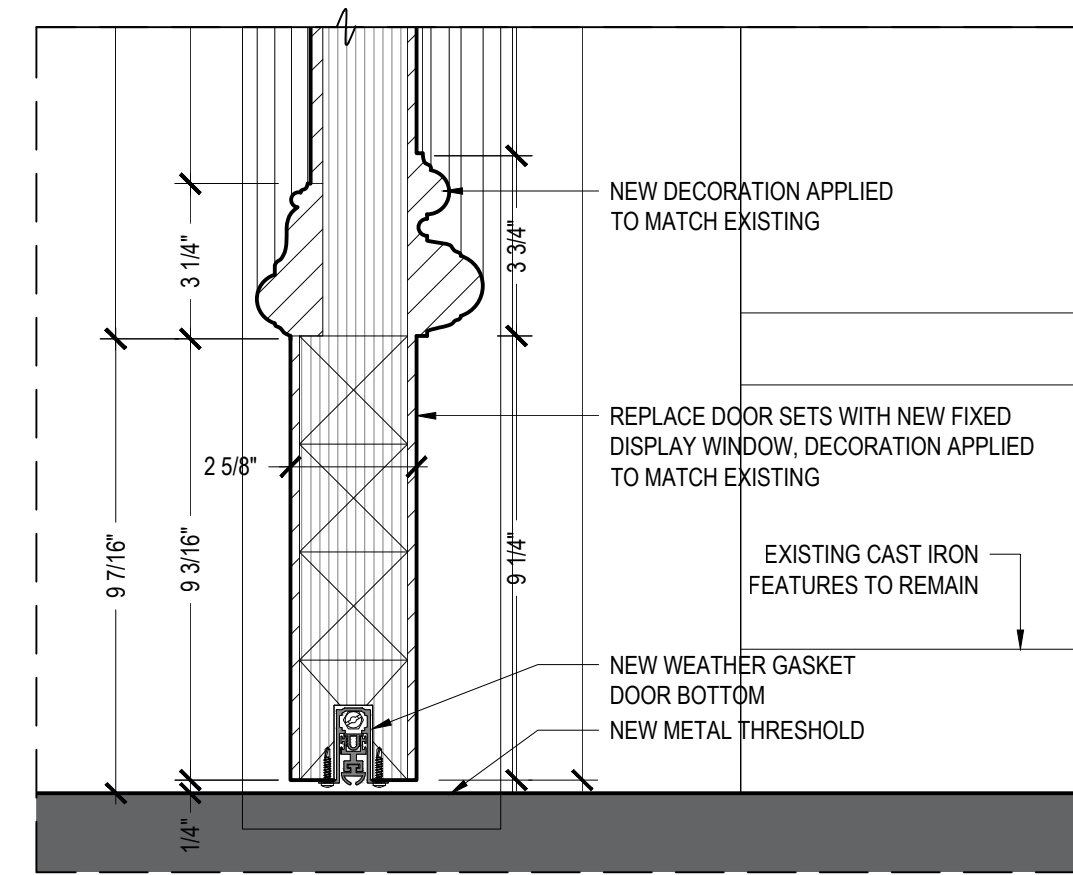 NEW DECORATION APPLIED
TO MATCH EXISTING
3 1/4"
3 3/4"
REPLACE DOOR SETS WITH NEW FIXED
DISPLAY WINDOW, DECORATION APPLIED
TO MATCH EXISTING
2 5/8"
9 7/16"
9 3/16"
9 1/4"
EXISTING CAST IRON
FEATURES TO REMAIN
NEW WEATHER GASKET
DOOR BOTTOM
NEW METAL THRESHOLD
1/4"